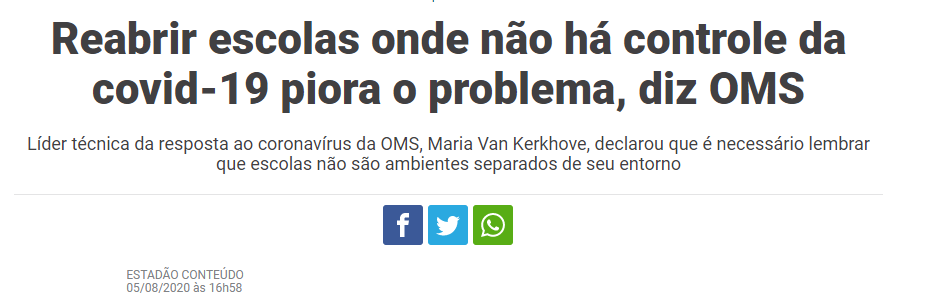 Reabrir escolas onde não há controle da
covid-19 piora o problema, diz OMS
Líder técnica da resposta ao coronavírus da OMS, Maria Van Kerkhove, declarou que é necessário lembrar
que escolas não são ambientes separados de seu entorno
ESTADÃO CONTEÚDO
05/08/2020 às 16h58